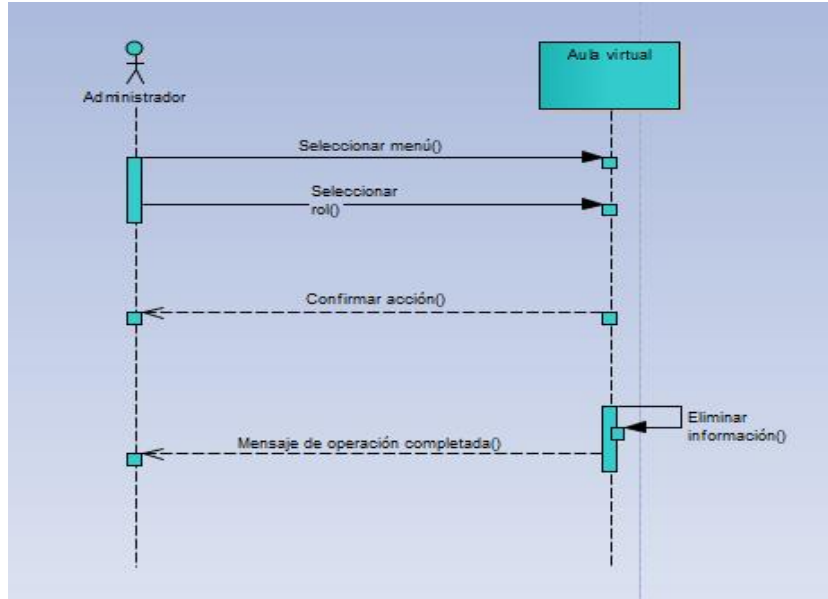 Aula virtual
Administrador
Seleccionar menú()
Seleccionar
rol()
Confirmar acción()
Eliminar
información()
Mensaje de operación completada()